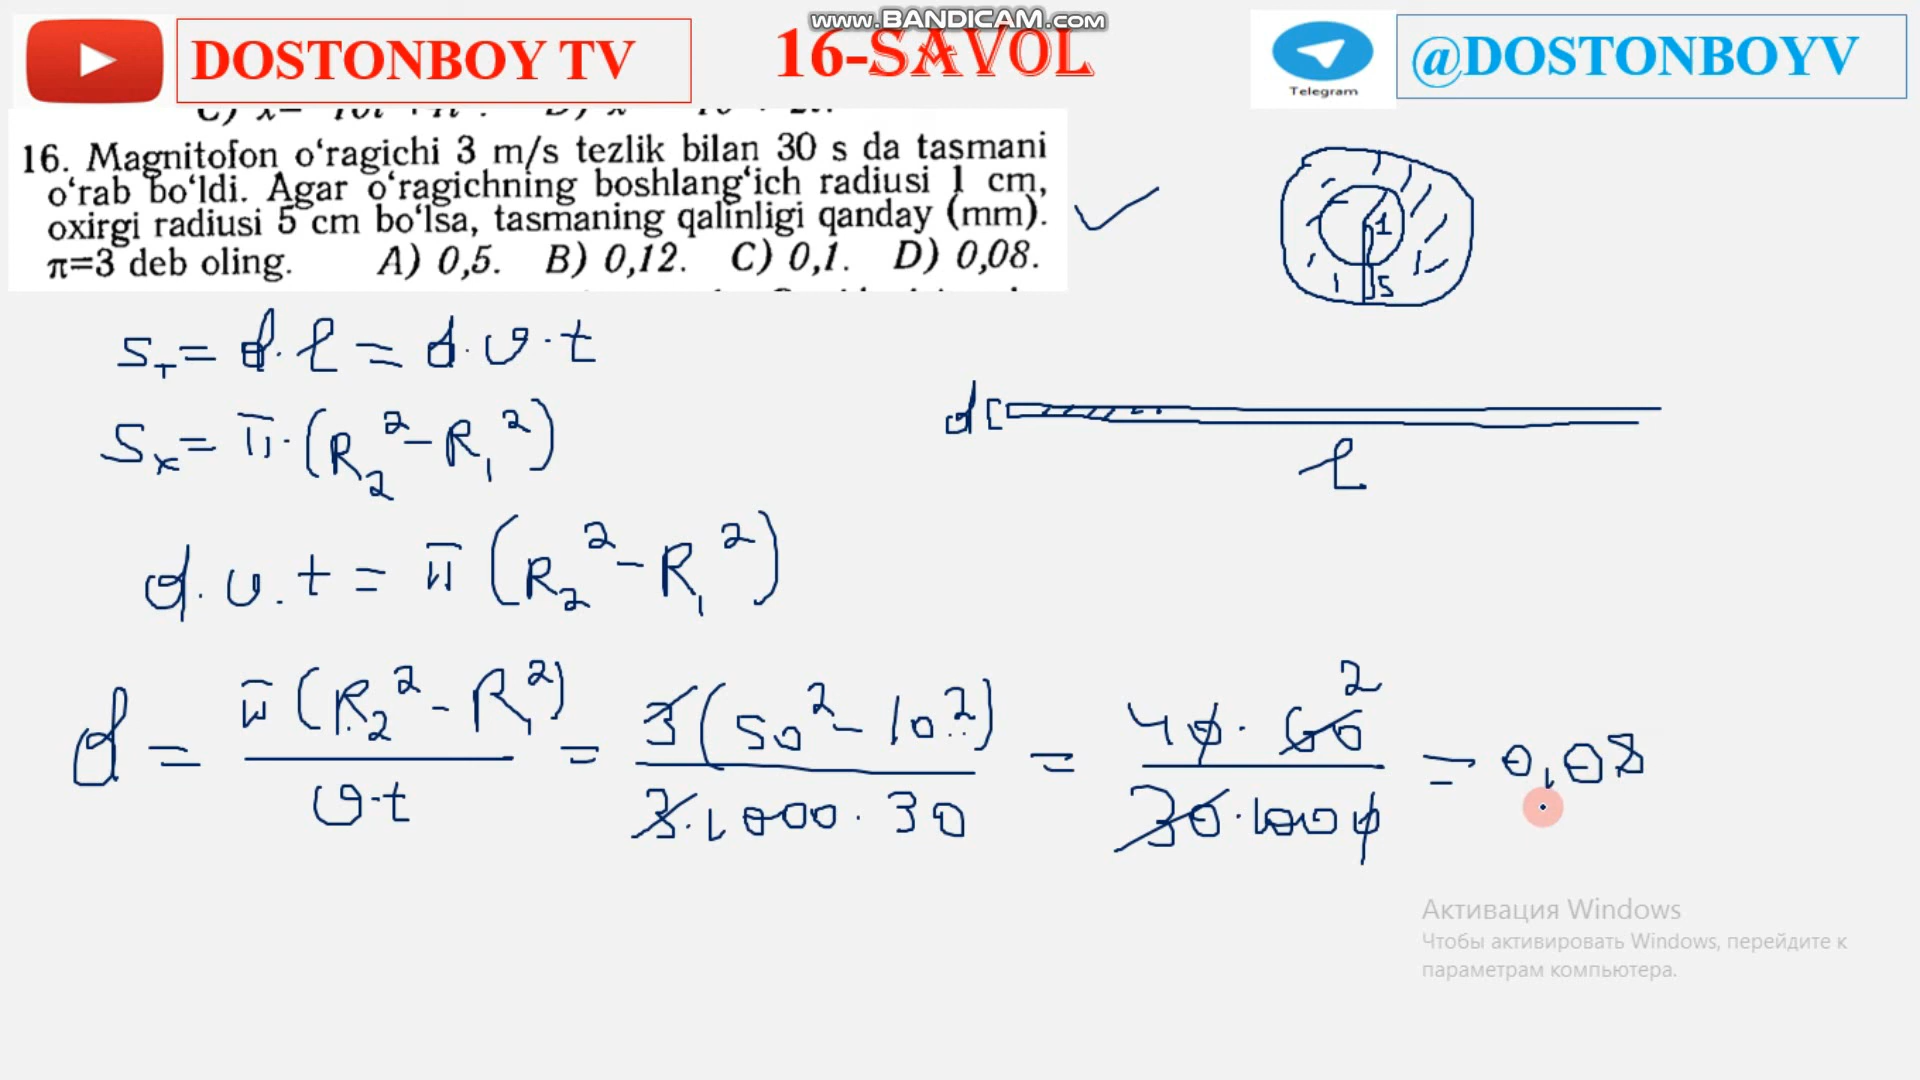 www.BANDICAM.com
DOSTONBOY TV
16-SAVOL
Telegram
@DOSTONBOYV
16. Magnitofon o‘ragichi 3 m/s tezlik bilan 30 s da tasmani
o‘rab bo‘ldi. Agar o‘ragichning boshlang‘ich radiusi 1 cm,
oxirgi radiusi 5 cm bo‘lsa, tasmaning qalinligi qanday (mm).
π=3 deb oling. A) 0,5. B) 0,12. C) 0,1. D) 0,08.
1
5
S_T = d·ℓ = d·υ·t
S_x = π·(R₂² - R₁²)
d
ℓ
d·υ·t = π(R₂² - R₁²)
d = π(R₂² - R₁²) / υ·t = 3(50² - 10²) / 3·1000·30 = 40·60 2 / 30·1000 = 0,08
Активация Windows
Чтобы активировать Windows, перейдите к
параметрам компьютера.